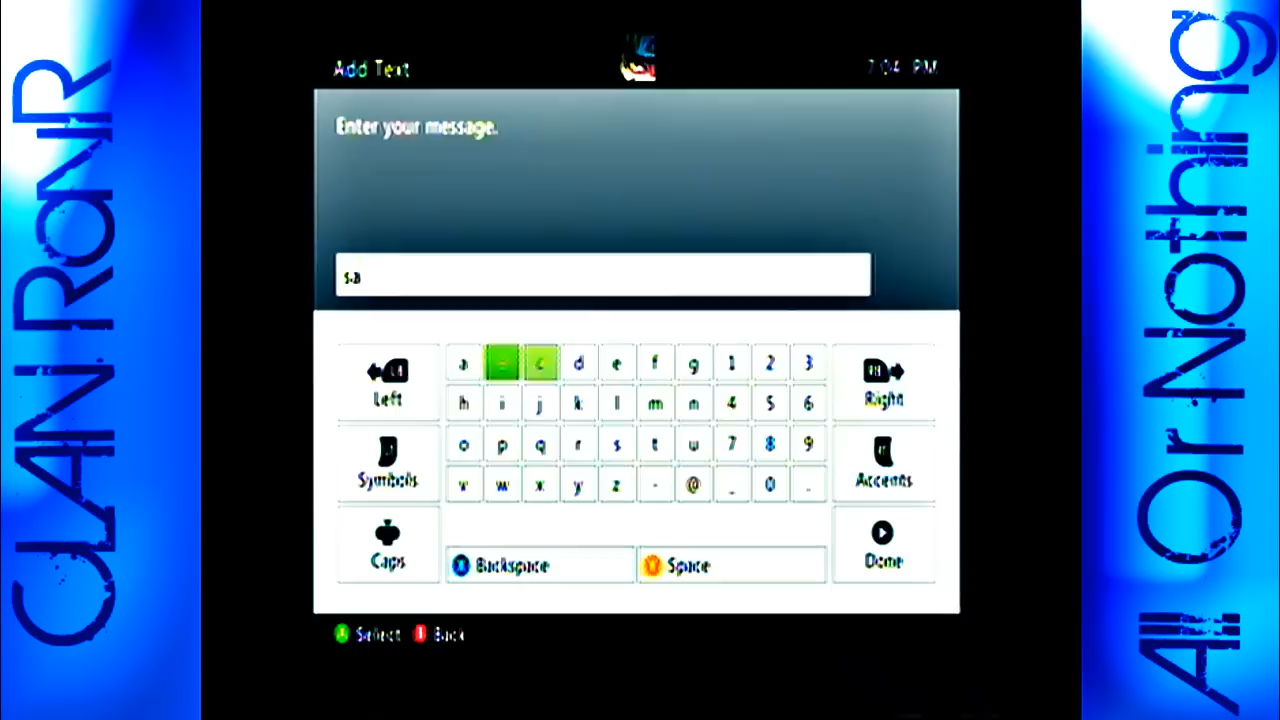 CLAN ROANR
Add Text
7:04 PM
Enter your message.
sa
a c d e f g 1 2 3
h i j k l m n 4 5 6
o p q r s t u 7 8 9
v w x y z - @ _ 0 .
Left
Symbols
Caps
Right
Accents
Done
X Backspace
Y Space
Select
Back
All Or Nothing